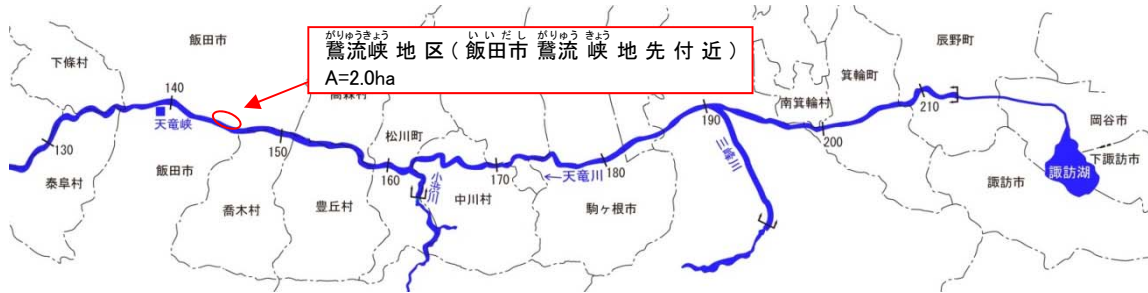 がりゅうきょう いいだし がりゅう きょう
鵞流峡地区(飯田市 鵞流 峡 地先付近)
A=2.0ha
飯田市
下條村
140
天竜峡
130
泰阜村
飯田市
喬木村
150
豊丘村
高森村
松川町
160
小渋川
中川村
170
←天竜川
180
駒ヶ根市
190
三峰川
南箕輪村
200
箕輪町
210
辰野町
岡谷市
下諏訪市
諏訪湖
諏訪市